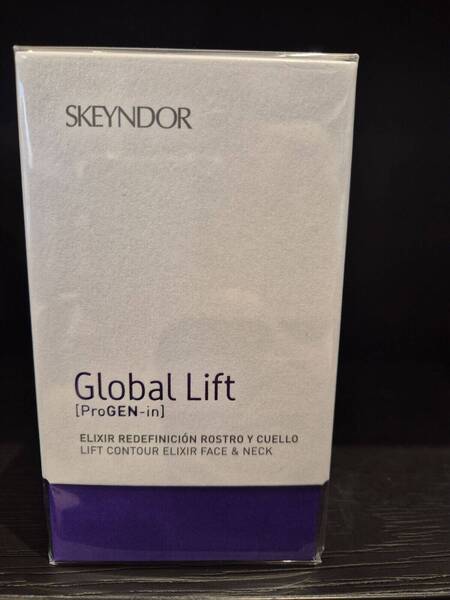 SKEYNDOR
Global Lift
[ProGEN-in]
ELIXIR REDEFINICIÓN ROSTRO Y CUELLO
LIFT CONTOUR ELIXIR FACE & NECK